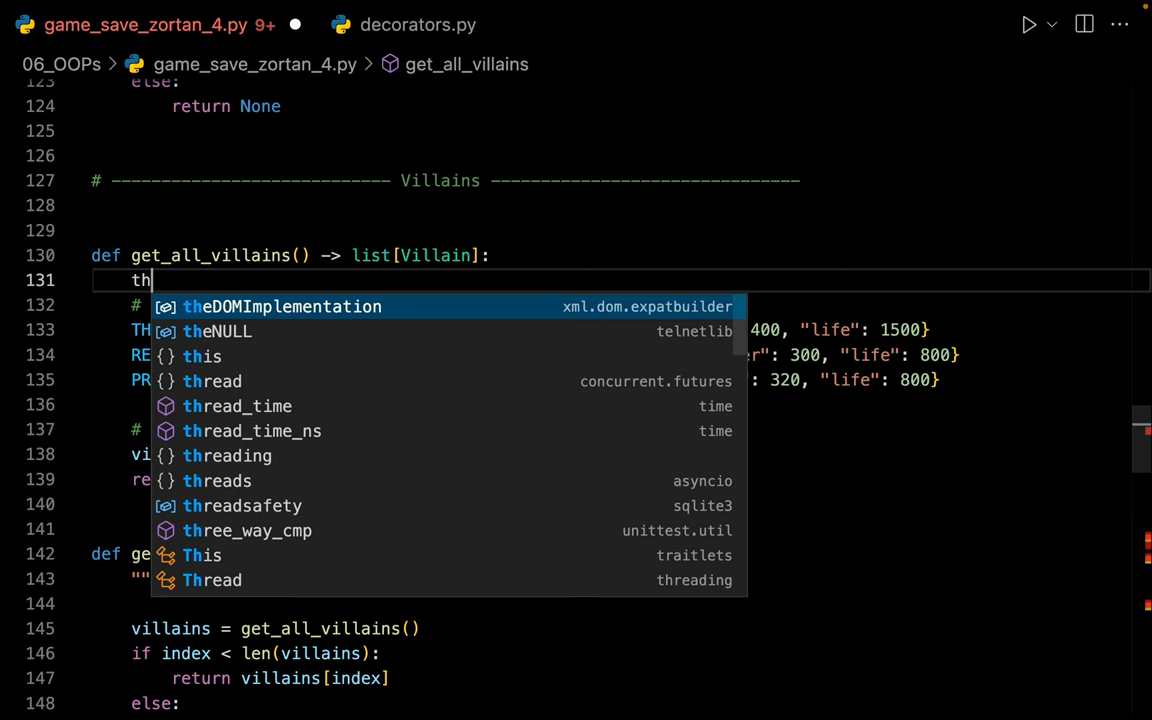 game_save_zortan_4.py 9+ decorators.py
06_OOPs > game_save_zortan_4.py > get_all_villains
123 else:
124 return None
125
126
127 # ---------------------------- Villains -------------------------------
128
129
130 def get_all_villains() -> list[Villain]:
131 th
132 #
theDOMImplementation xml.dom.expatbuilder
133 TH 400, "life": 1500}
theNULL telnetlib
134 RE er": 300, "life": 800}
this
135 PR : 320, "life": 800}
thread concurrent.futures
136
thread_time time
137 #
thread_time_ns time
138 vi
threading
139 re
threads asyncio
140
threadsafety sqlite3
141
three_way_cmp unittest.util
142 def ge
This traitlets
143 ""
Thread threading
144
145 villains = get_all_villains()
146 if index < len(villains):
147 return villains[index]
148 else: